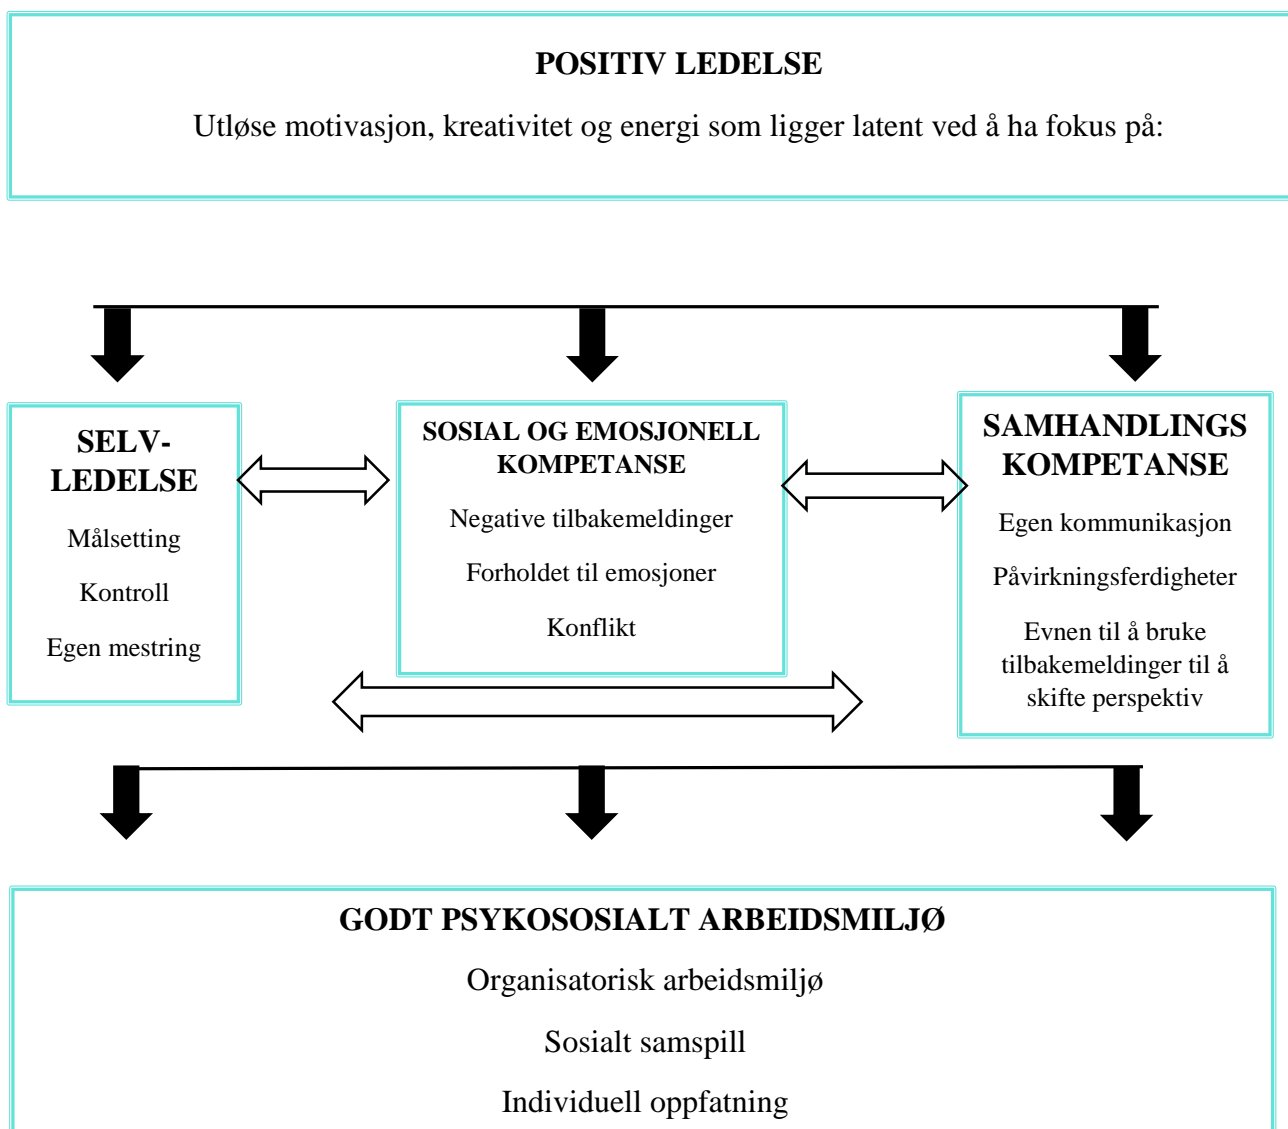 POSITIV LEDELSE
Utløse motivasjon, kreativitet og energi som ligger latent ved å ha fokus på:
SELV-
LEDELSE
Målsetting
Kontroll
Egen mestring
SOSIAL OG EMOSJONELL
KOMPETANSE
Negative tilbakemeldinger
Forholdet til emosjoner
Konflikt
SAMHANDLINGS
KOMPETANSE
Egen kommunikasjon
Påvirkningsferdigheter
Evnen til å bruke
tilbakemeldinger til å
skifte perspektiv
GODT PSYKOSOSIALT ARBEIDSMILJØ
Organisatorisk arbeidsmiljø
Sosialt samspill
Individuell oppfatning